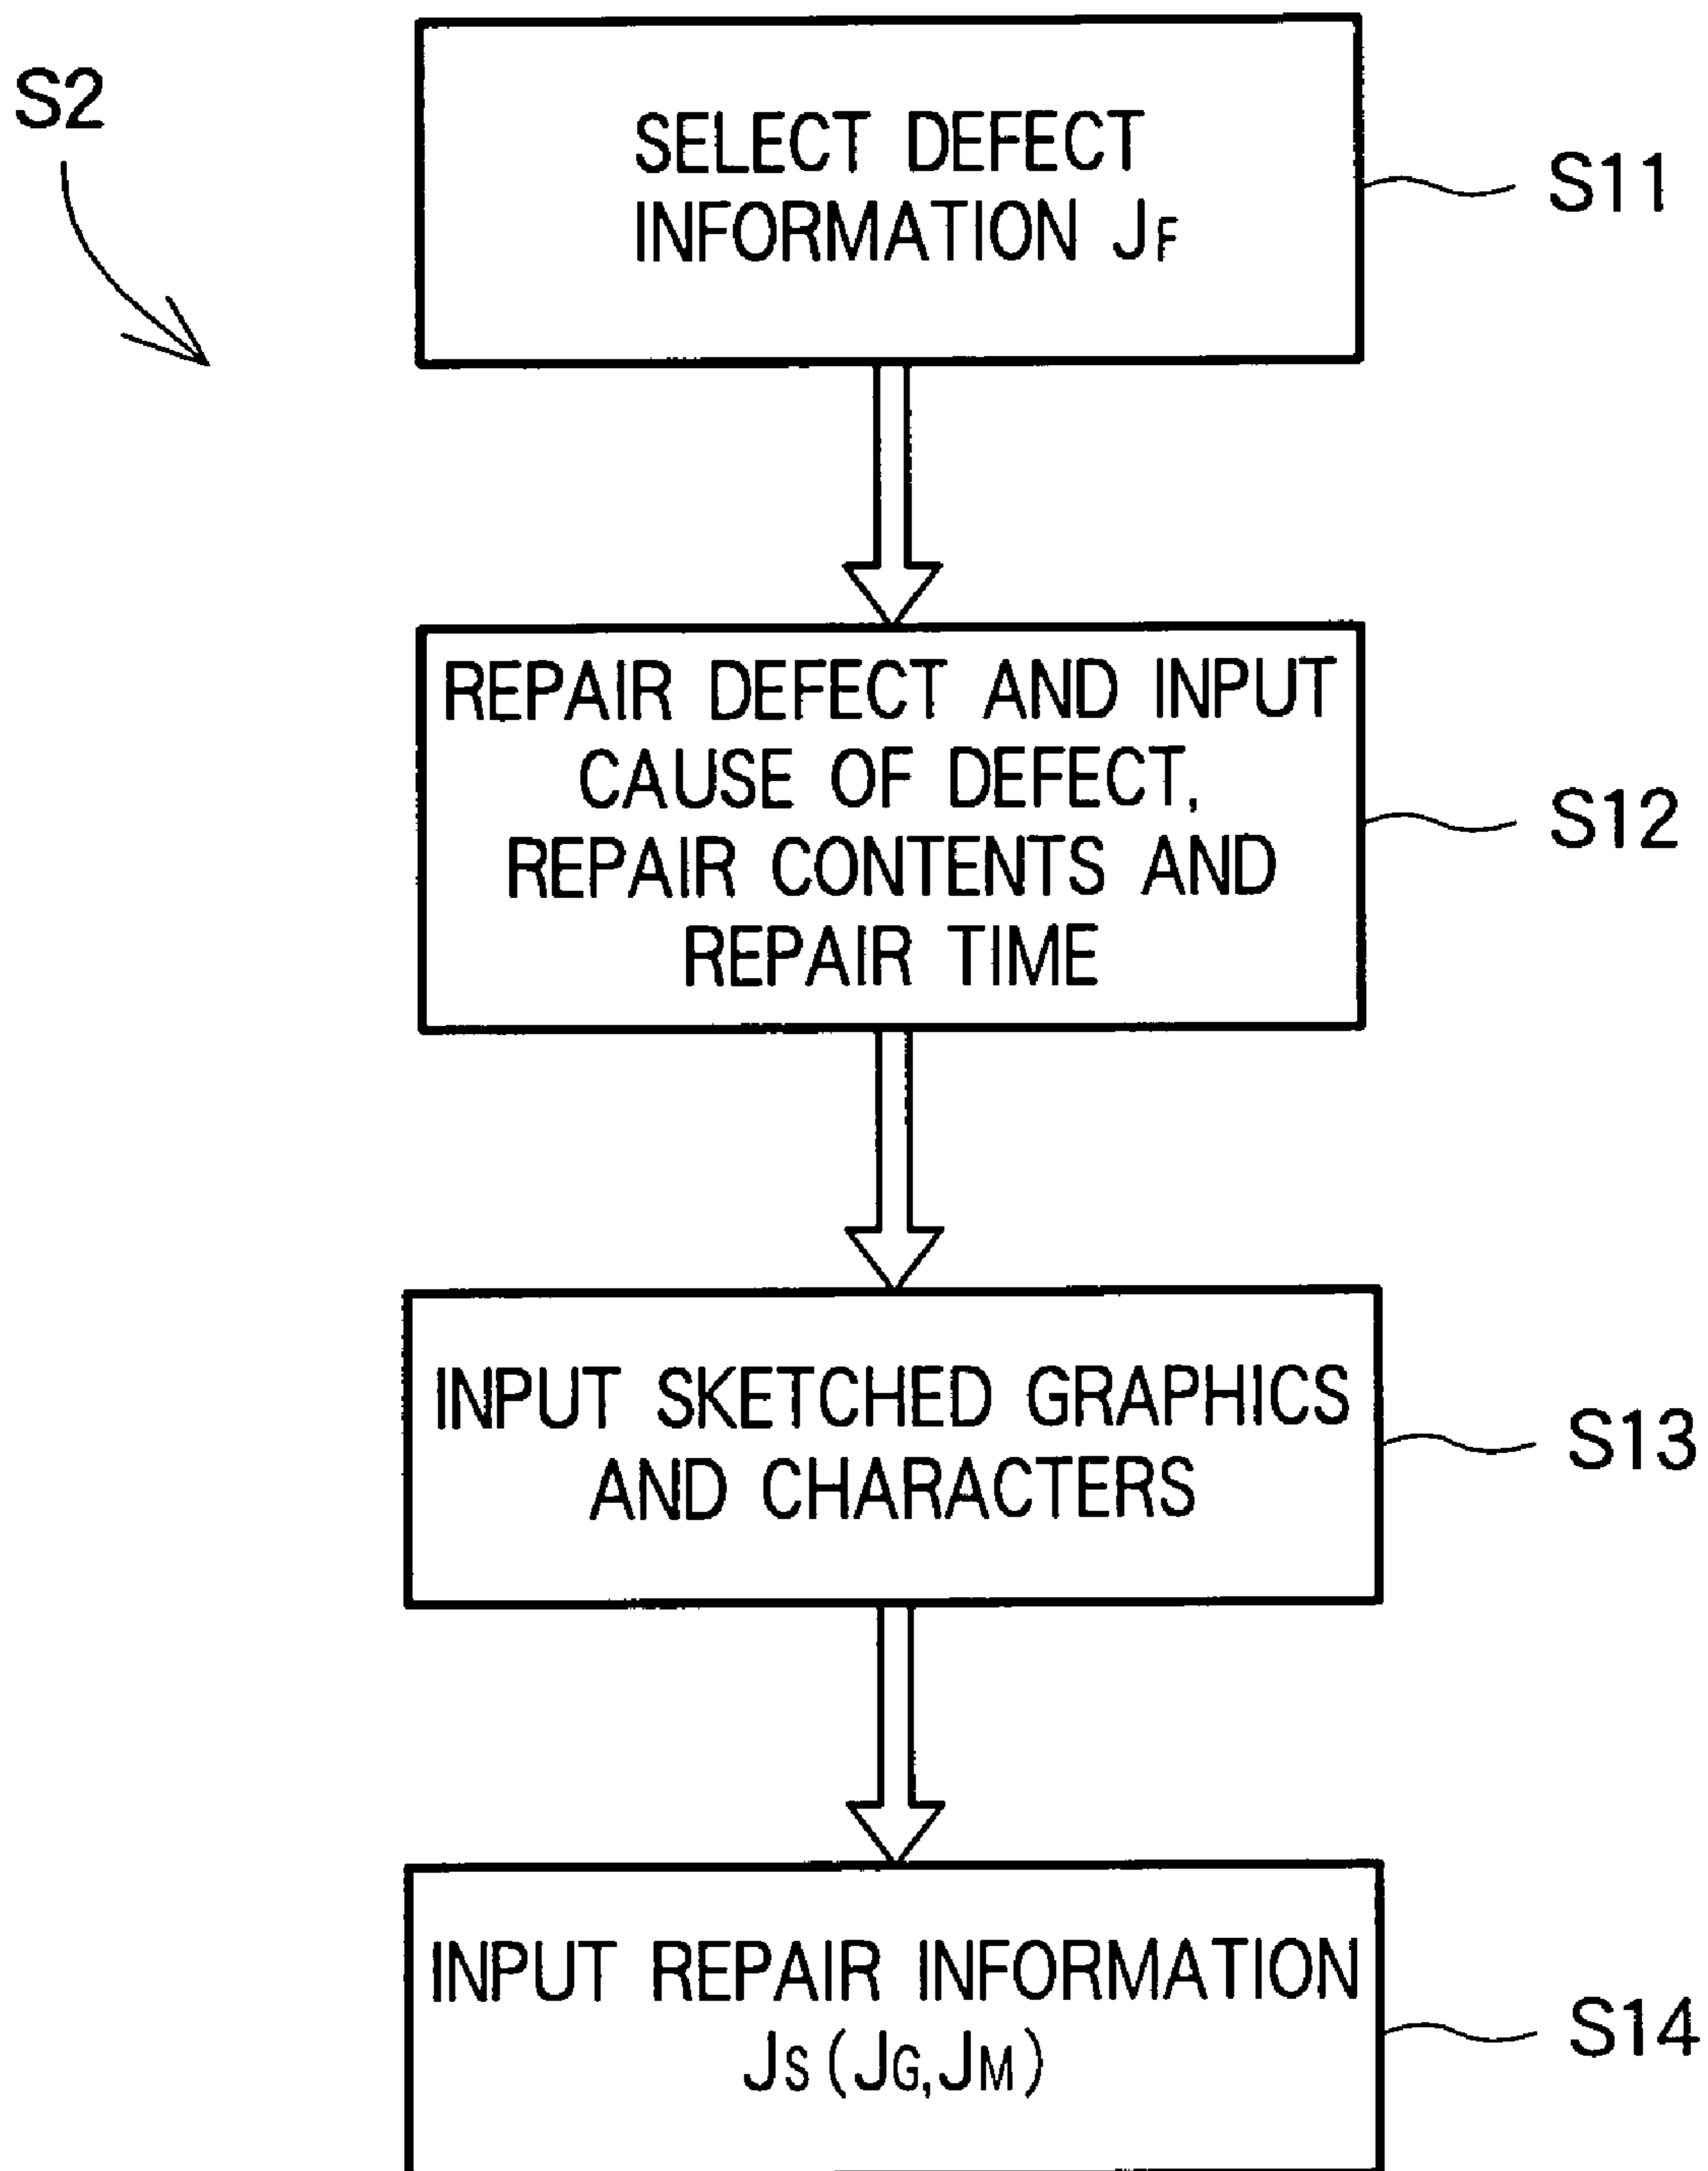 S2
SELECT DEFECT
INFORMATION JF
S11
REPAIR DEFECT AND INPUT
CAUSE OF DEFECT,
REPAIR CONTENTS AND
REPAIR TIME
S12
INPUT SKETCHED GRAPHICS
AND CHARACTERS
S13
INPUT REPAIR INFORMATION
JS (JG,JM)
S14